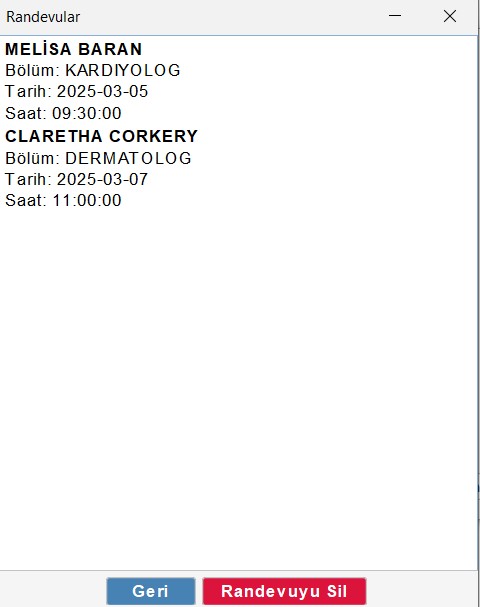 Randevular
MELİSA BARAN
Bölüm: KARDIYOLOG
Tarih: 2025-03-05
Saat: 09:30:00
CLARETHA CORKERY
Bölüm: DERMATOLOG
Tarih: 2025-03-07
Saat: 11:00:00
Geri
Randevuyu Sil